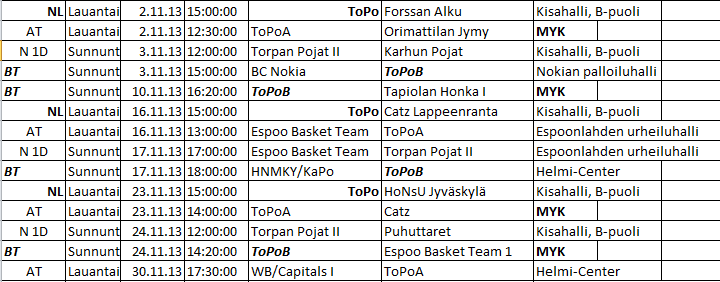 NL Lauantai 2.11.13 15:00:00 ToPo Forssan Alku Kisahalli, B-puoli
AT Lauantai 2.11.13 12:30:00 ToPoA Orimattilan Jymy MYK
N 1D Sunnunt 3.11.13 12:00:00 Torpan Pojat II Karhun Pojat Kisahalli, B-puoli
BT Sunnunt 3.11.13 15:00:00 BC Nokia ToPoB Nokian palloiluhalli
BT Sunnunt 10.11.13 16:20:00 ToPoB Tapiolan Honka I MYK
NL Lauantai 16.11.13 15:00:00 ToPo Catz Lappeenranta Kisahalli, B-puoli
AT Lauantai 16.11.13 13:00:00 Espoo Basket Team ToPoA Espoonlahden urheiluhalli
N 1D Sunnunt 17.11.13 17:00:00 Espoo Basket Team Torpan Pojat II Espoonlahden urheiluhalli
BT Sunnunt 17.11.13 18:00:00 HNMKY/KaPo ToPoB Helmi-Center
NL Lauantai 23.11.13 15:00:00 ToPo HoNsU Jyväskylä Kisahalli, B-puoli
AT Lauantai 23.11.13 14:00:00 ToPoA Catz MYK
N 1D Sunnunt 24.11.13 12:00:00 Torpan Pojat II Puhuttaret Kisahalli, B-puoli
BT Sunnunt 24.11.13 14:20:00 ToPoB Espoo Basket Team 1 MYK
AT Lauantai 30.11.13 17:30:00 WB/Capitals I ToPoA Helmi-Center